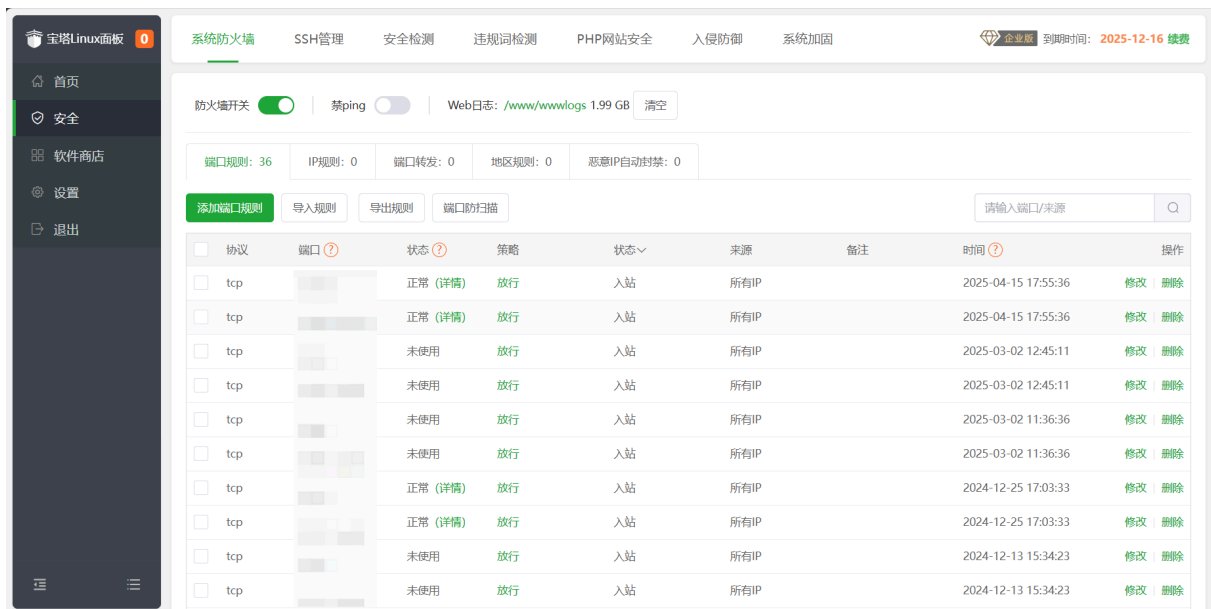 宝塔Linux面板 0
首页
安全
软件商店
设置
退出
系统防火墙 SSH管理 安全检测 违规词检测 PHP网站安全 入侵防御 系统加固 企业版 到期时间: 2025-12-16 续费
防火墙开关 禁ping Web日志: /www/wwwlogs 1.99 GB 清空
端口规则: 36 IP规则: 0 端口转发: 0 地区规则: 0 恶意IP自动封禁: 0
添加端口规则 导入规则 导出规则 端口防扫描 请输入端口/来源
协议 端口 ? 状态 ? 策略 状态 来源 备注 时间 ? 操作
tcp 正常 (详情) 放行 入站 所有IP 2025-04-15 17:55:36 修改 删除
tcp 正常 (详情) 放行 入站 所有IP 2025-04-15 17:55:36 修改 删除
tcp 未使用 放行 入站 所有IP 2025-03-02 12:45:11 修改 删除
tcp 未使用 放行 入站 所有IP 2025-03-02 12:45:11 修改 删除
tcp 未使用 放行 入站 所有IP 2025-03-02 11:36:36 修改 删除
tcp 未使用 放行 入站 所有IP 2025-03-02 11:36:36 修改 删除
tcp 正常 (详情) 放行 入站 所有IP 2024-12-25 17:03:33 修改 删除
tcp 正常 (详情) 放行 入站 所有IP 2024-12-25 17:03:33 修改 删除
tcp 未使用 放行 入站 所有IP 2024-12-13 15:34:23 修改 删除
tcp 未使用 放行 入站 所有IP 2024-12-13 15:34:23 修改 删除